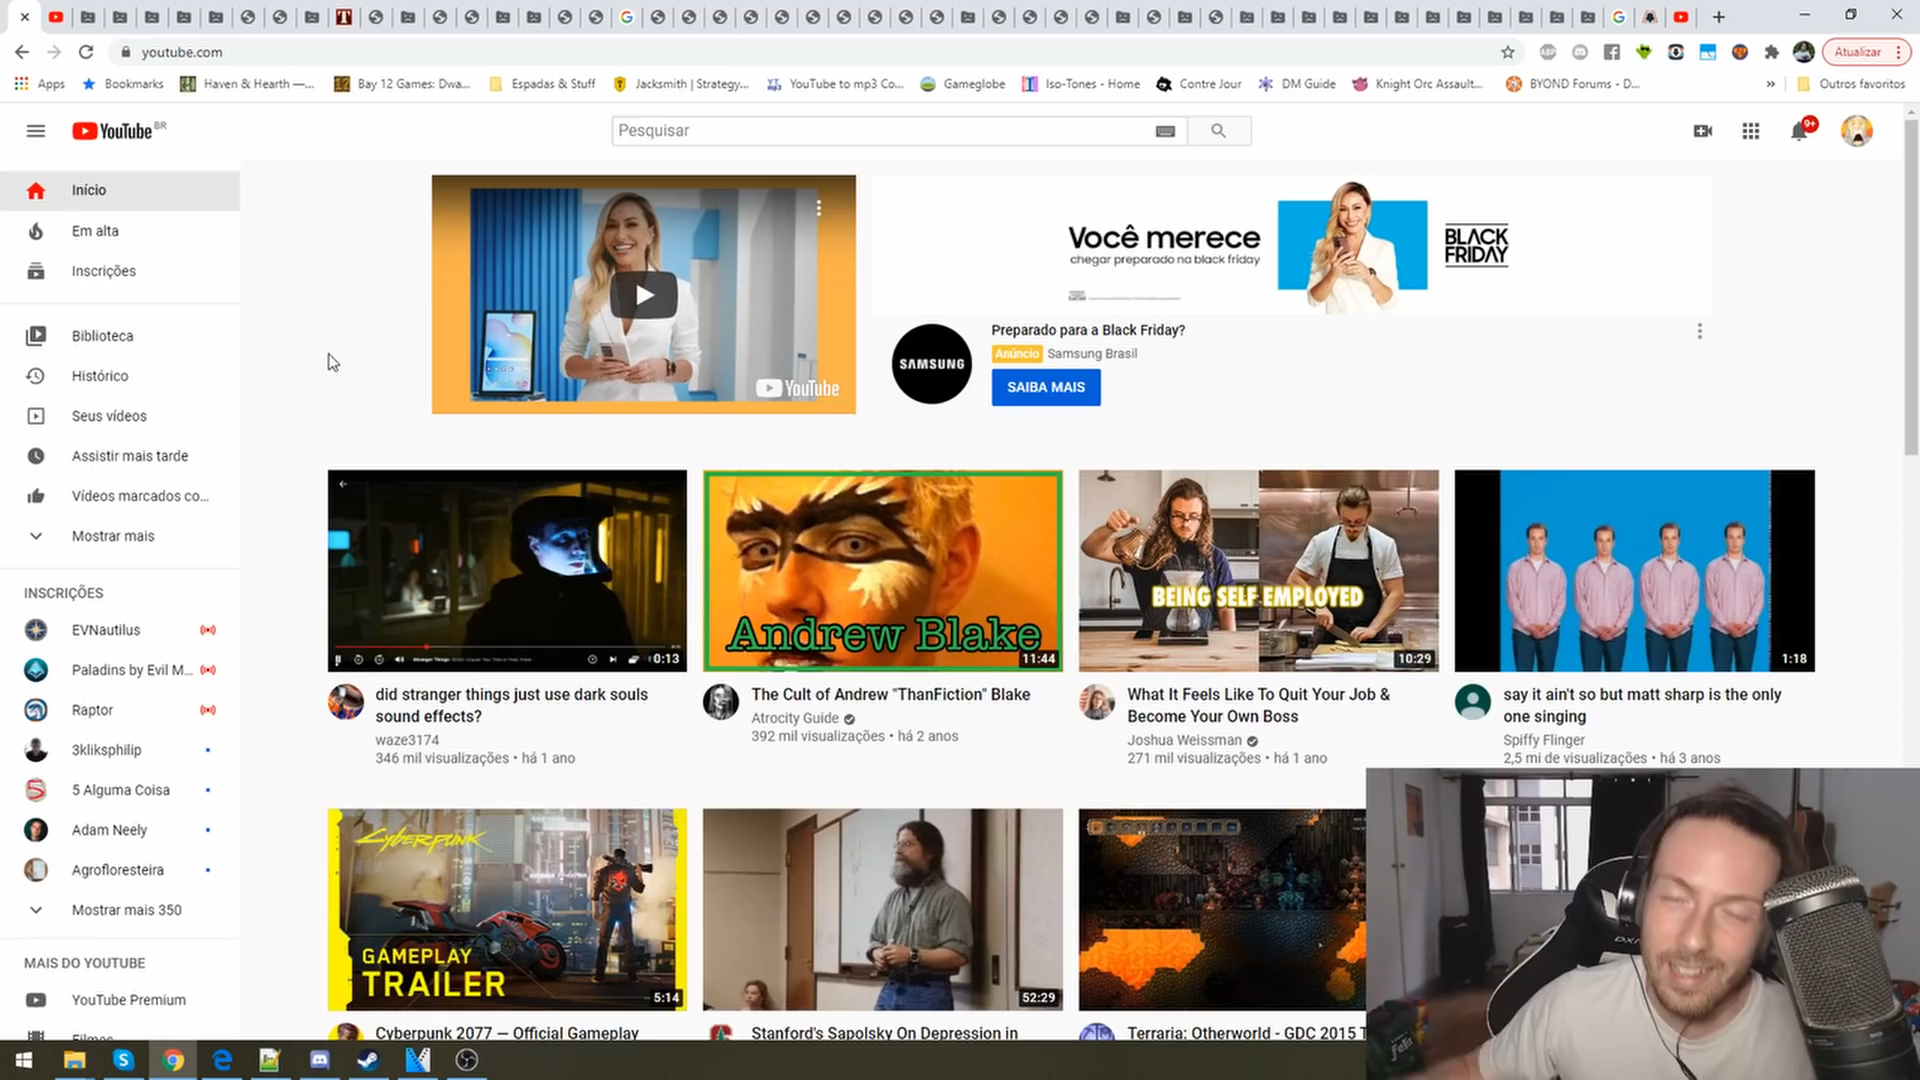 youtube.com
Atualizar
Apps
Bookmarks
Haven & Hearth —...
Bay 12 Games: Dwa...
Espadas & Stuff
Jacksmith | Strategy...
YouTube to mp3 Co...
Gameglobe
Iso-Tones - Home
Contre Jour
DM Guide
Knight Orc Assault...
BYOND Forums - D...
»
Outros favoritos
YouTube BR
Pesquisar
9+
Início
Em alta
Inscrições
Biblioteca
Histórico
Seus vídeos
Assistir mais tarde
Vídeos marcados co...
Mostrar mais
INSCRIÇÕES
EVNautilus
Paladins by Evil M...
Raptor
3kliksphilip
5 Alguma Coisa
Adam Neely
Agrofloresteira
Mostrar mais 350
MAIS DO YOUTUBE
YouTube Premium
Filmes
YouTube
Você merece
chegar preparado na black friday
BLACK
FRIDAY
SAMSUNG
Preparado para a Black Friday?
Anúncio Samsung Brasil
SAIBA MAIS
0:13
did stranger things just use dark souls
sound effects?
waze3174
346 mil visualizações • há 1 ano
Andrew Blake
11:44
The Cult of Andrew "ThanFiction" Blake
Atrocity Guide
392 mil visualizações • há 2 anos
BEING SELF EMPLOYED
10:29
What It Feels Like To Quit Your Job &
Become Your Own Boss
Joshua Weissman
271 mil visualizações • há 1 ano
1:18
say it ain't so but matt sharp is the only
one singing
Spiffy Flinger
2,5 mi de visualizações • há 3 anos
Cyberpunk
GAMEPLAY
TRAILER
5:14
Cyberpunk 2077 — Official Gameplay
52:29
Stanford's Sapolsky On Depression in
Terraria: Otherworld - GDC 2015 T